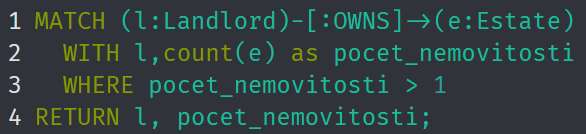 1 MATCH (l:Landlord)-[:OWNS]->(e:Estate)
2   WITH l,count(e) as pocet_nemovitosti
3   WHERE pocet_nemovitosti > 1
4 RETURN l, pocet_nemovitosti;